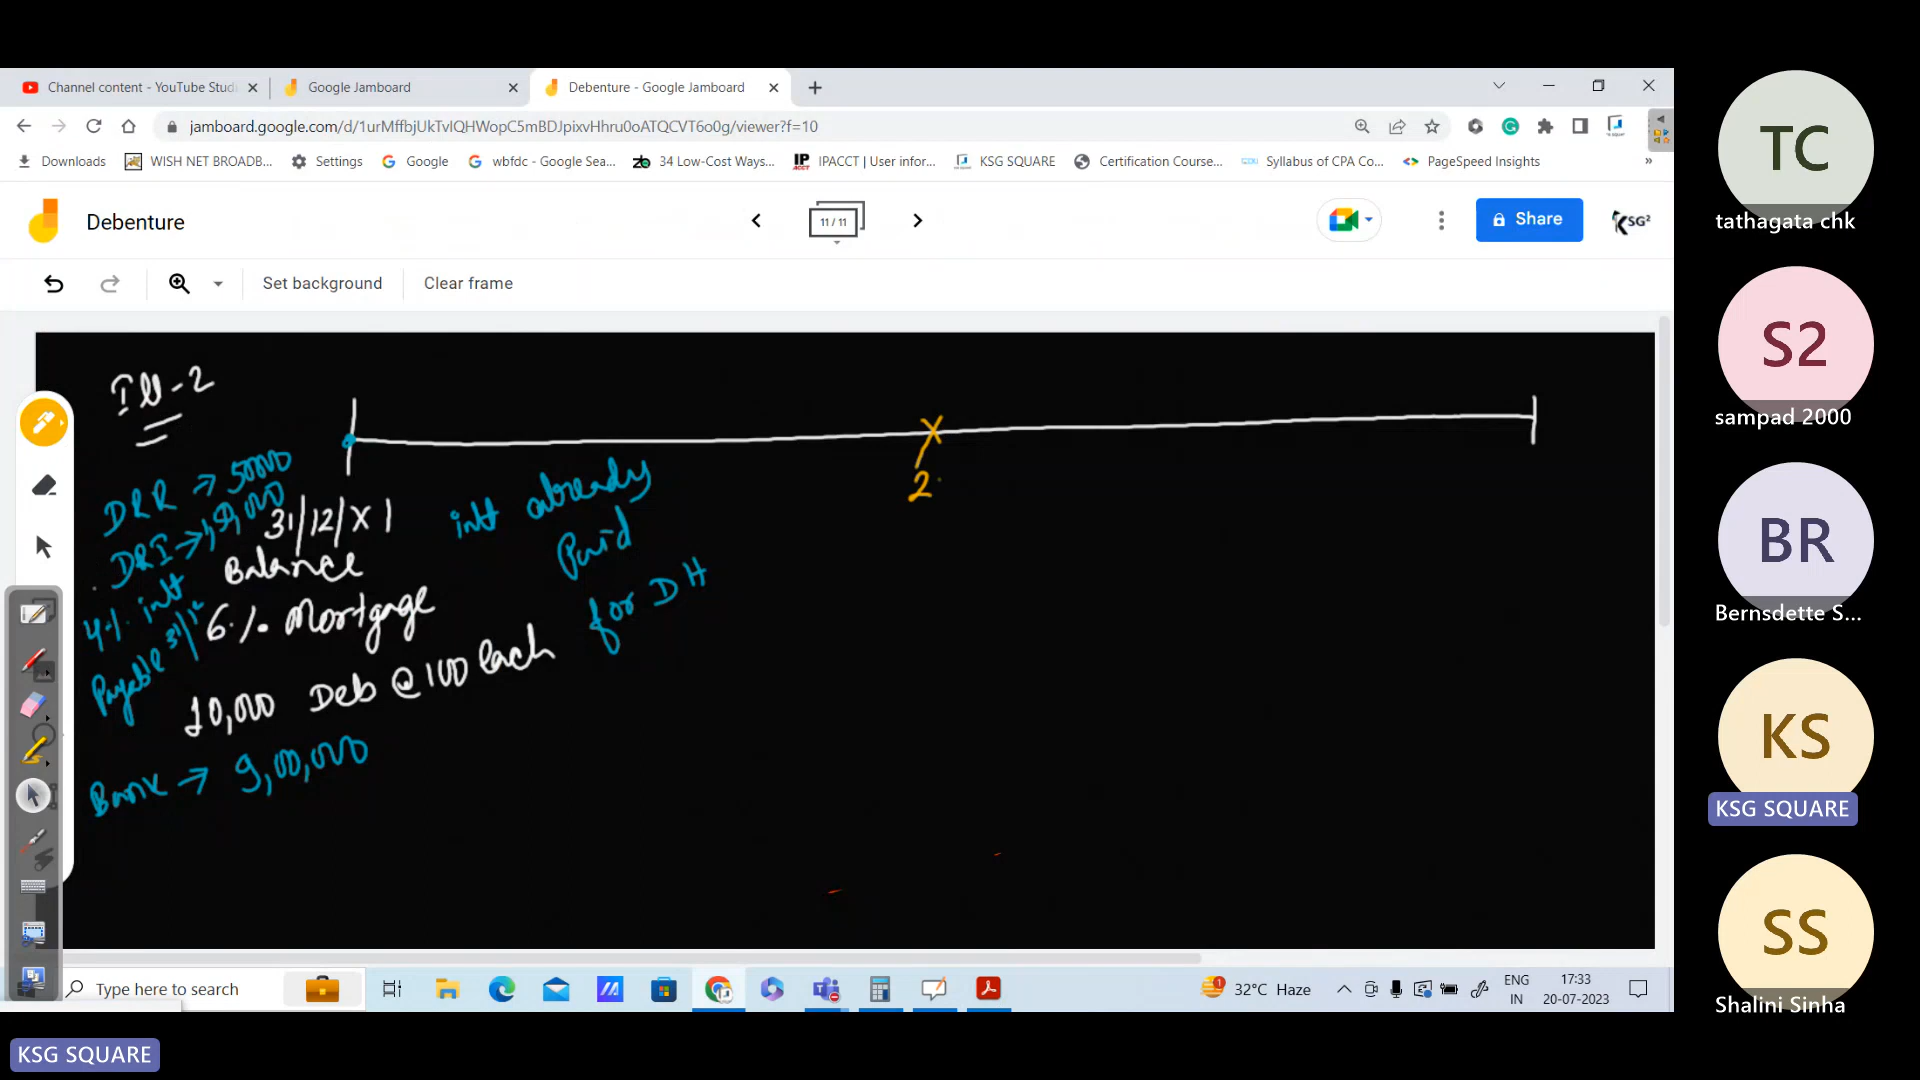 Channel content - YouTube Studi
Google Jamboard
Debenture - Google Jamboard
jamboard.google.com/d/1urMffbjUkTvIQHWopC5mBDJpixvHhru0oATQCVT6o0g/viewer?f=10
Downloads
WISH NET BROADB...
Settings
Google
wbfdc - Google Sea...
34 Low-Cost Ways...
IPACCT | User infor...
KSG SQUARE
Certification Course...
Syllabus of CPA Co...
PageSpeed Insights
»
Debenture
11 / 11
Share
KSG²
Set background
Clear frame
Ill-2
DRR → 50000
DRI → 1,50,000
31/12/X1
Balance
4% int
Payable 31/12
6% Mortgage
10,000 Deb @ 100 each
Bank → 9,00,000
int already
Paid
for DH
2
Type here to search
32°C Haze
ENG
IN
17:33
20-07-2023
TC
tathagata chk
S2
sampad 2000
BR
Bernsdette S...
KS
KSG SQUARE
SS
Shalini Sinha
KSG SQUARE